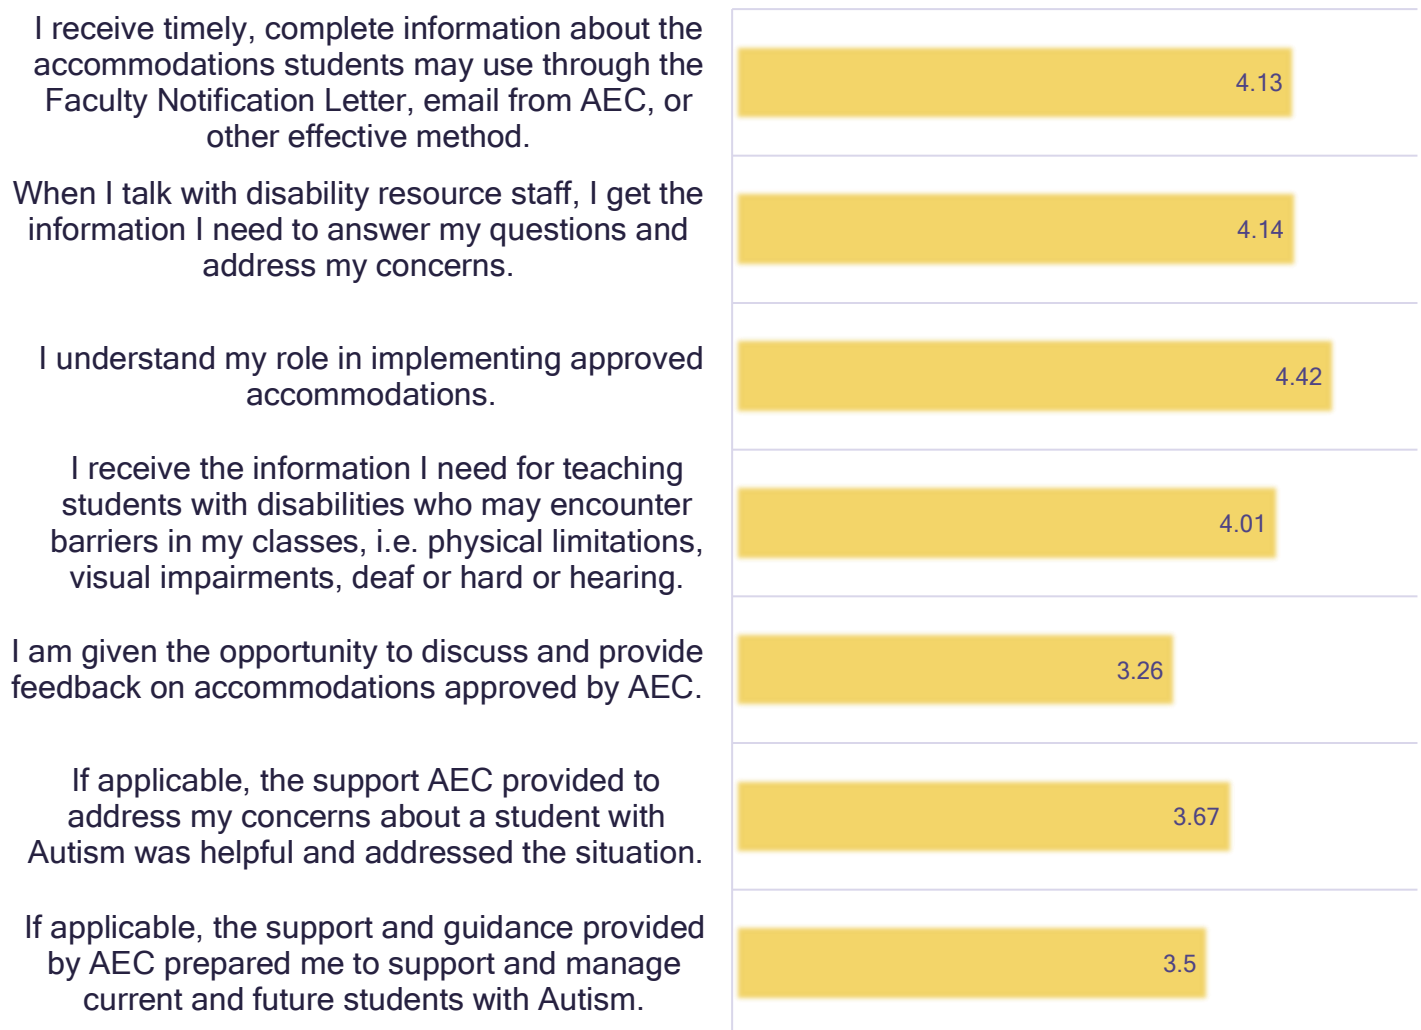 I receive timely, complete information about the
accommodations students may use through the
Faculty Notification Letter, email from AEC, or
other effective method.
4.13
When I talk with disability resource staff, I get the
information I need to answer my questions and
address my concerns.
4.14
I understand my role in implementing approved
accommodations.
4.42
I receive the information I need for teaching
students with disabilities who may encounter
barriers in my classes, i.e. physical limitations,
visual impairments, deaf or hard or hearing.
4.01
I am given the opportunity to discuss and provide
feedback on accommodations approved by AEC.
3.26
If applicable, the support AEC provided to
address my concerns about a student with
Autism was helpful and addressed the situation.
3.67
If applicable, the support and guidance provided
by AEC prepared me to support and manage
current and future students with Autism.
3.5